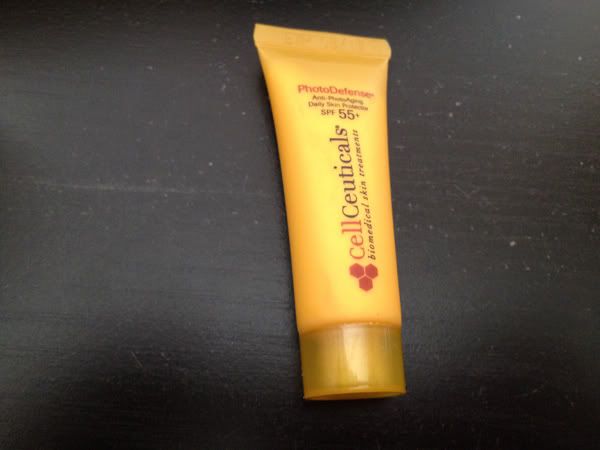 PhotoDefense®
Anti-PhotoAging
Daily Skin Protector
SPF 55+
cellCeuticals®
biomedical skin treatments